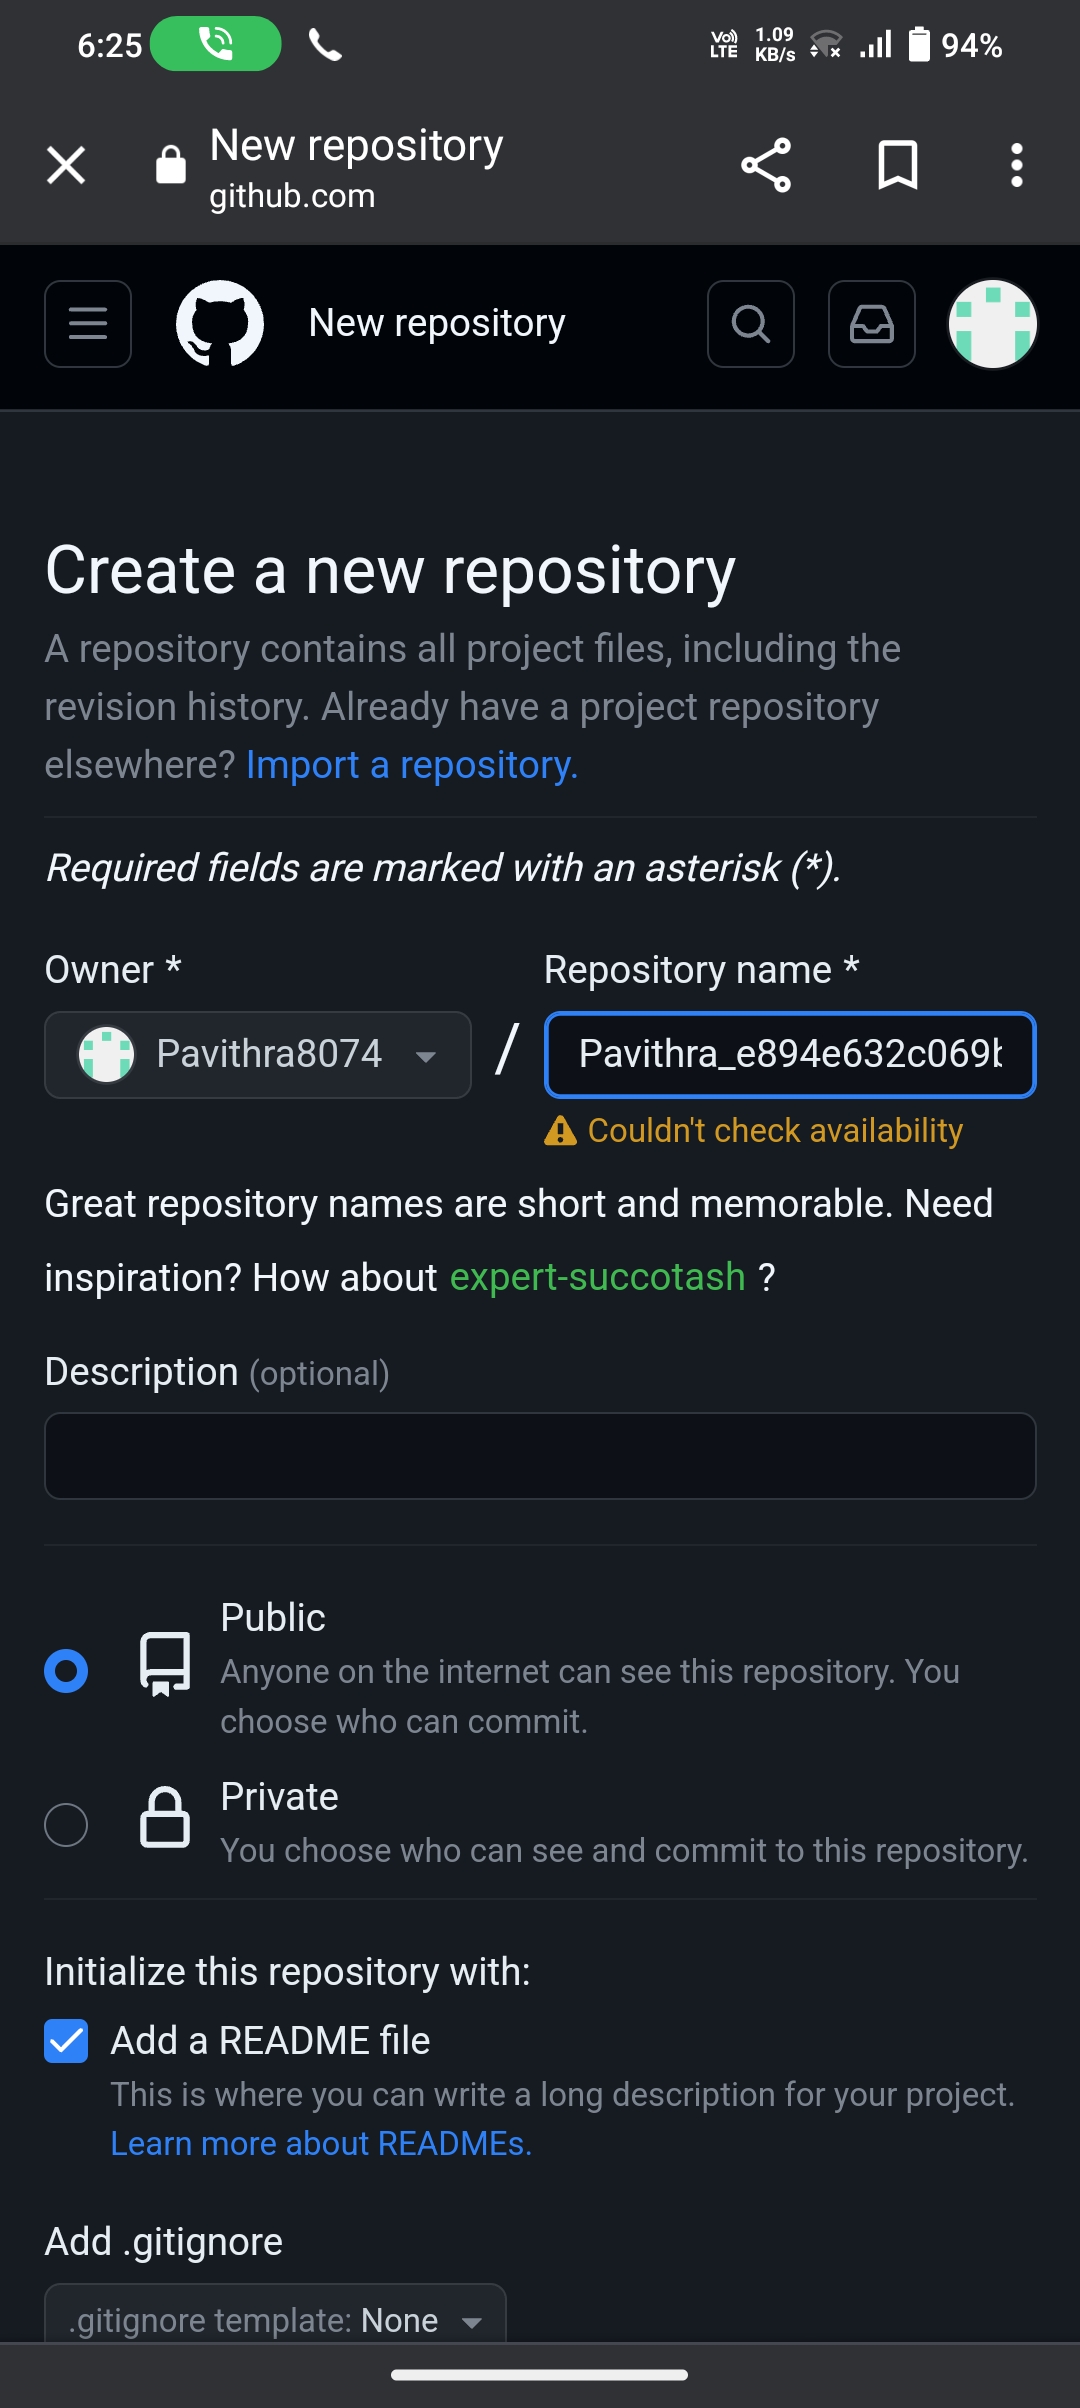 6:25
Vo)) LTE 1.09 KB/s 94%
New repository
github.com
New repository
Create a new repository
A repository contains all project files, including the
revision history. Already have a project repository
elsewhere? Import a repository.
Required fields are marked with an asterisk (*).
Owner * Repository name *
Pavithra8074 / Pavithra_e894e632c069
Couldn't check availability
Great repository names are short and memorable. Need
inspiration? How about expert-succotash ?
Description (optional)
Public
Anyone on the internet can see this repository. You
choose who can commit.
Private
You choose who can see and commit to this repository.
Initialize this repository with:
Add a README file
This is where you can write a long description for your project.
Learn more about READMEs.
Add .gitignore
.gitignore template: None